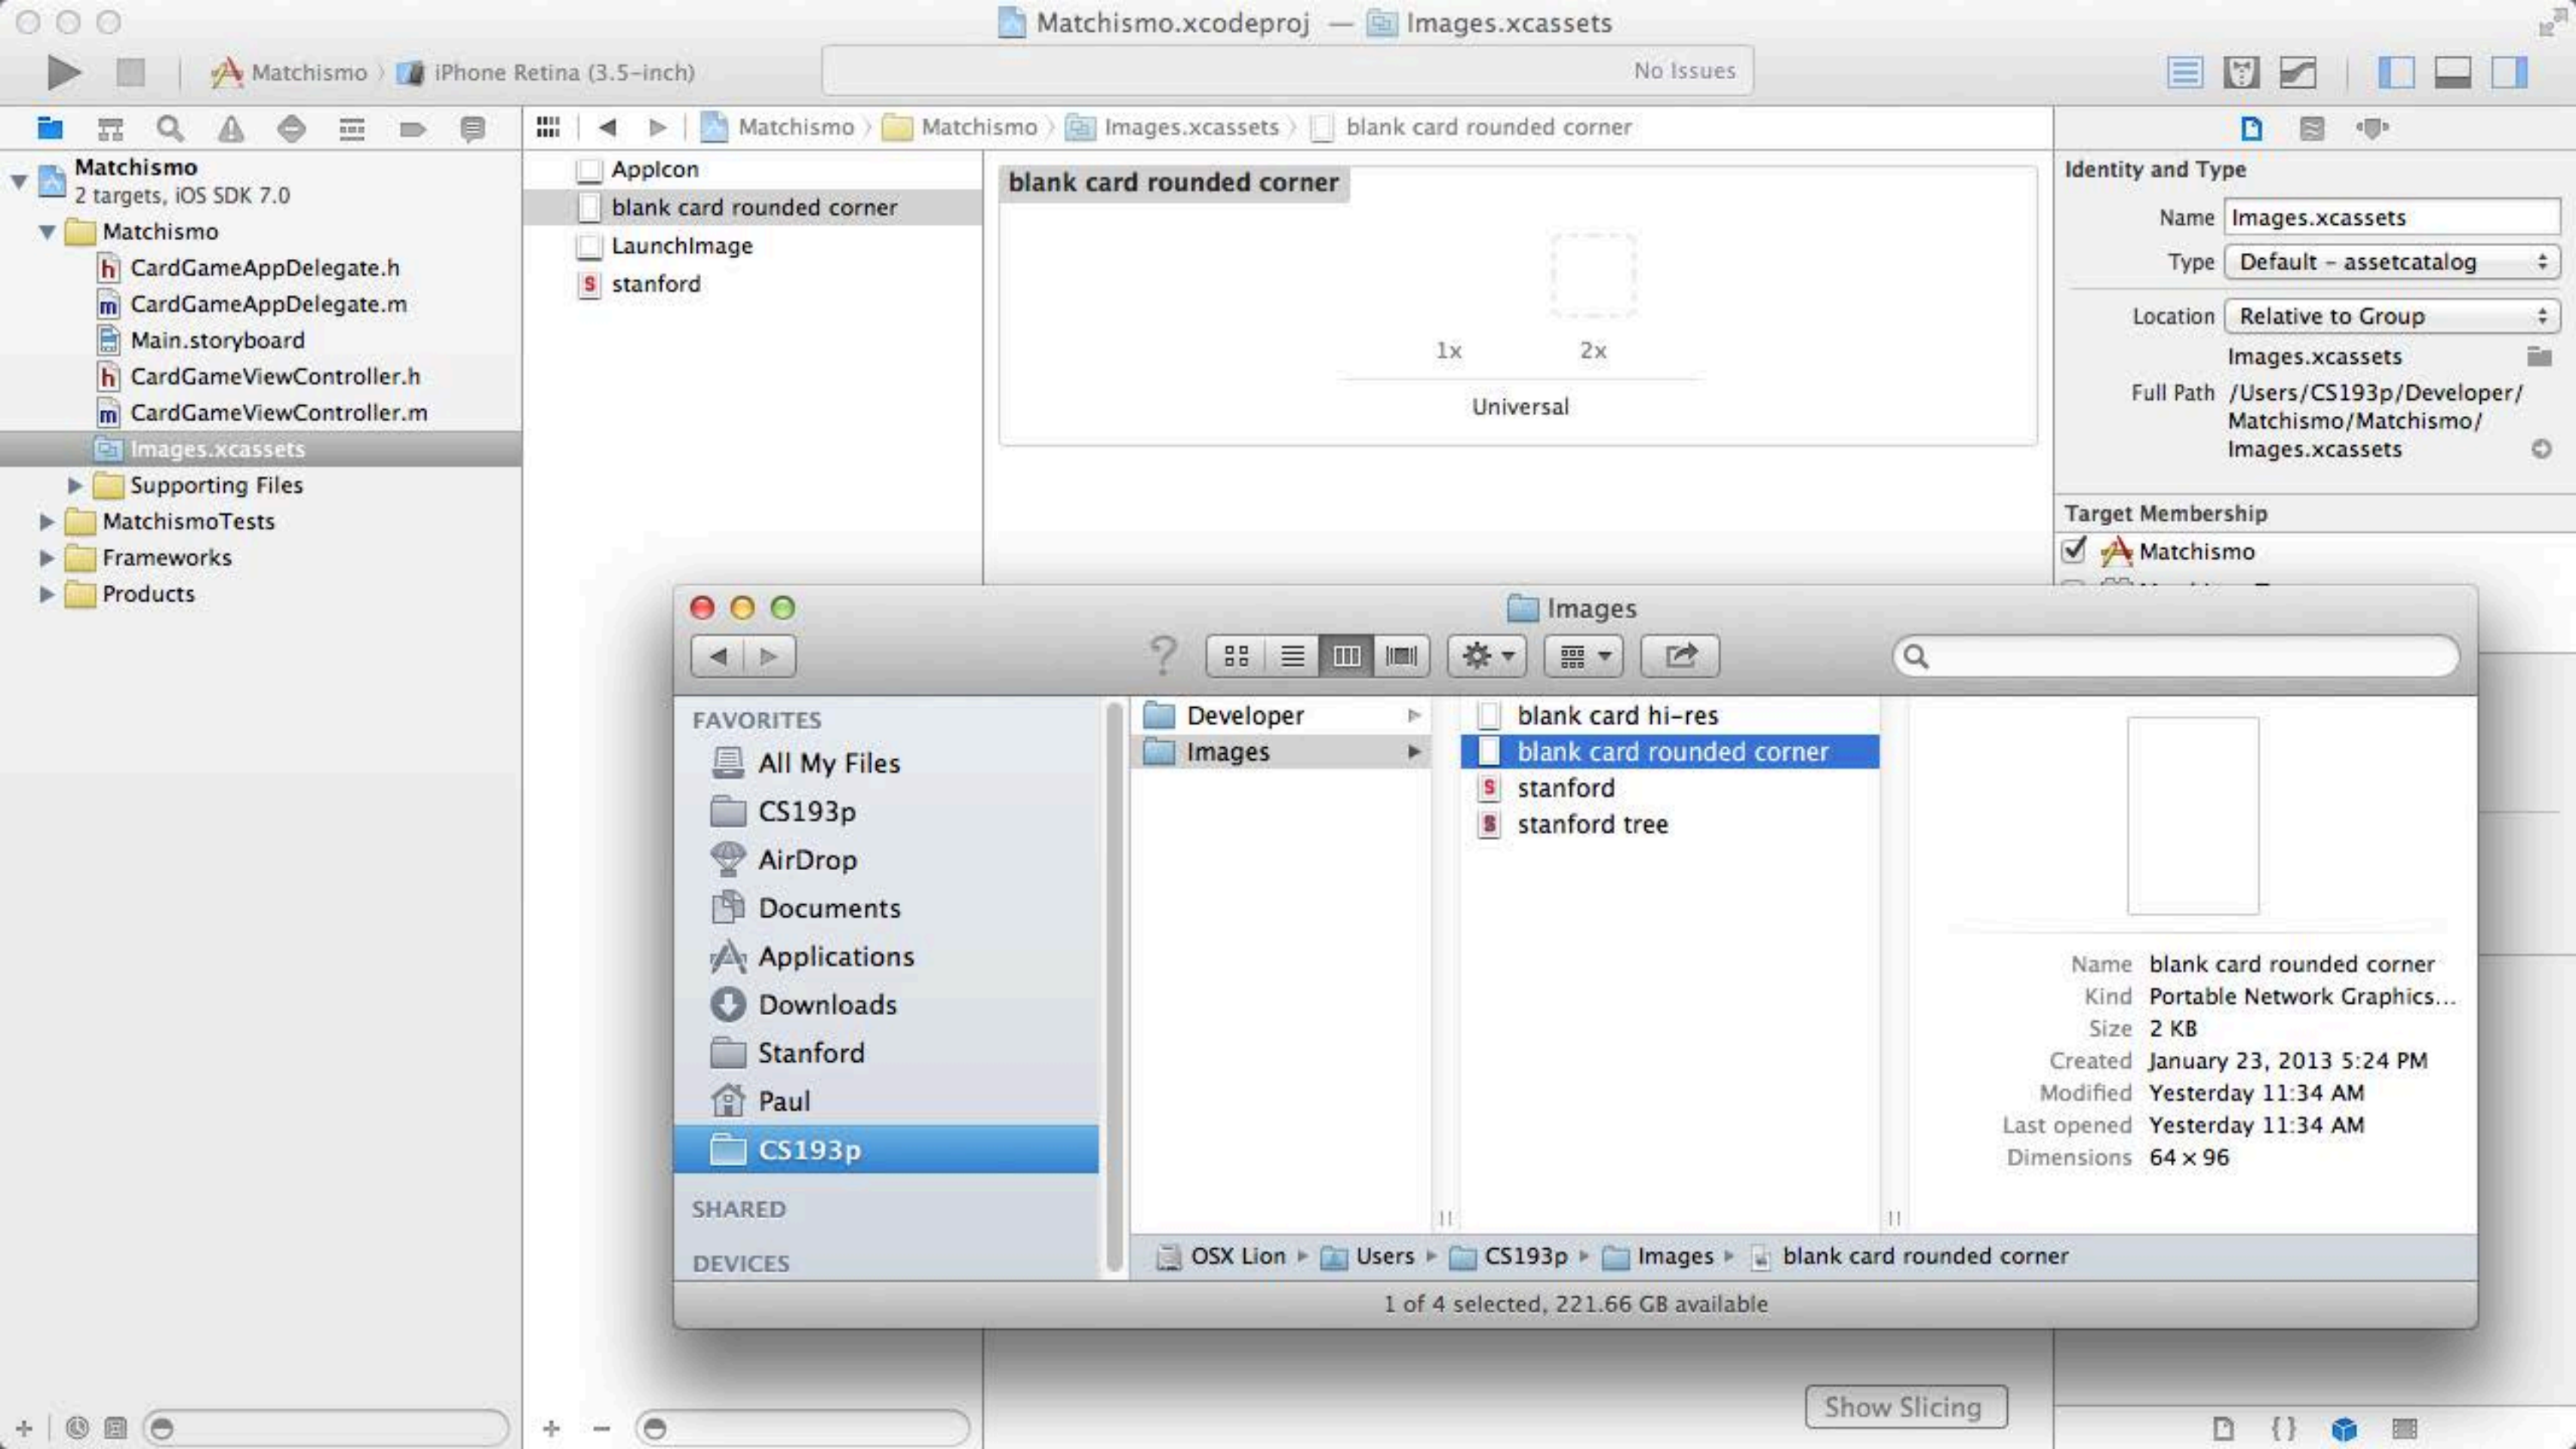 Matchismo.xcodeproj — Images.xcassets
Matchismo
iPhone Retina (3.5-inch)
No Issues
Matchismo
Matchismo
Images.xcassets
blank card rounded corner
Matchismo
2 targets, iOS SDK 7.0
Matchismo
CardGameAppDelegate.h
CardGameAppDelegate.m
Main.storyboard
CardGameViewController.h
CardGameViewController.m
Images.xcassets
Supporting Files
MatchismoTests
Frameworks
Products
AppIcon
blank card rounded corner
LaunchImage
stanford
blank card rounded corner
1x
2x
Universal
Identity and Type
Name Images.xcassets
Type Default - assetcatalog
Location Relative to Group
Images.xcassets
Full Path /Users/CS193p/Developer/
Matchismo/Matchismo/
Images.xcassets
Target Membership
Matchismo
Images
FAVORITES
All My Files
CS193p
AirDrop
Documents
Applications
Downloads
Stanford
Paul
CS193p
SHARED
DEVICES
Developer
Images
blank card hi-res
blank card rounded corner
stanford
stanford tree
Name blank card rounded corner
Kind Portable Network Graphics...
Size 2 KB
Created January 23, 2013 5:24 PM
Modified Yesterday 11:34 AM
Last opened Yesterday 11:34 AM
Dimensions 64 × 96
OSX Lion
Users
CS193p
Images
blank card rounded corner
1 of 4 selected, 221.66 GB available
Show Slicing